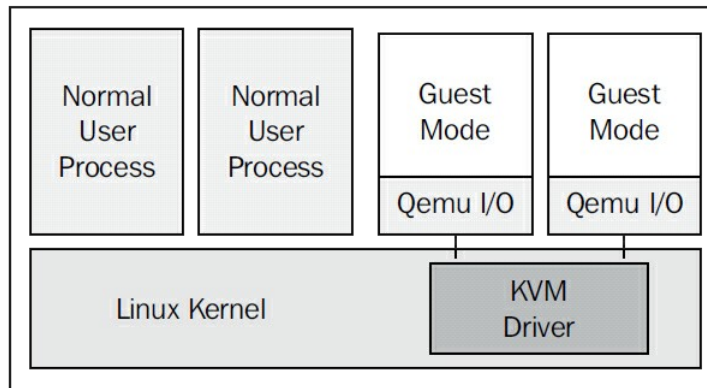 Normal
User
Process
Normal
User
Process
Guest
Mode
Qemu I/O
Guest
Mode
Qemu I/O
Linux Kernel
KVM
Driver